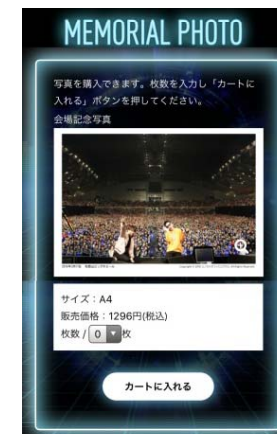 MEMORIAL PHOTO
写真を購入できます。枚数を入力し「カートに
入れる」ボタンを押してください。
会場記念写真
サイズ：A4
販売価格：1296円(税込)
枚数 / 0 枚
カートに入れる